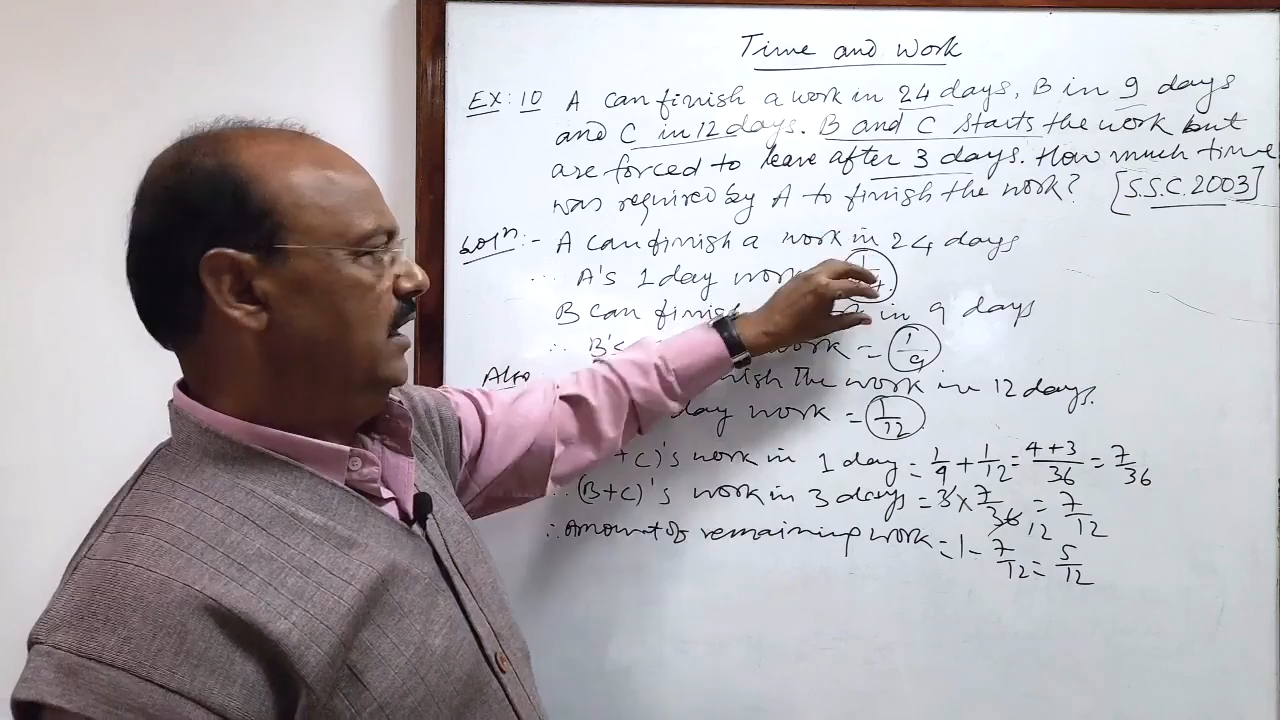 Time and work
Ex: 10 A can finish a work in 24 days, B in 9 days
and C in 12 days. B and C starts the work but
are forced to leave after 3 days. How much time
was required by A to finish the work? [S.S.C. 2003]
Solⁿ:- A can finish a work in 24 days
∴ A's 1 day work
B can finish in 9 days
∴ B's work = 1/9
Also the work in 12 days.
day work = 1/12
+C)'s work in 1 day = 1/9 + 1/12 = 4+3/36 = 7/36
∴ (B+C)'s work in 3 days = 3 × 7/36 12 = 7/12
∴ Amount of remaining work = 1 - 7/12 = 5/12